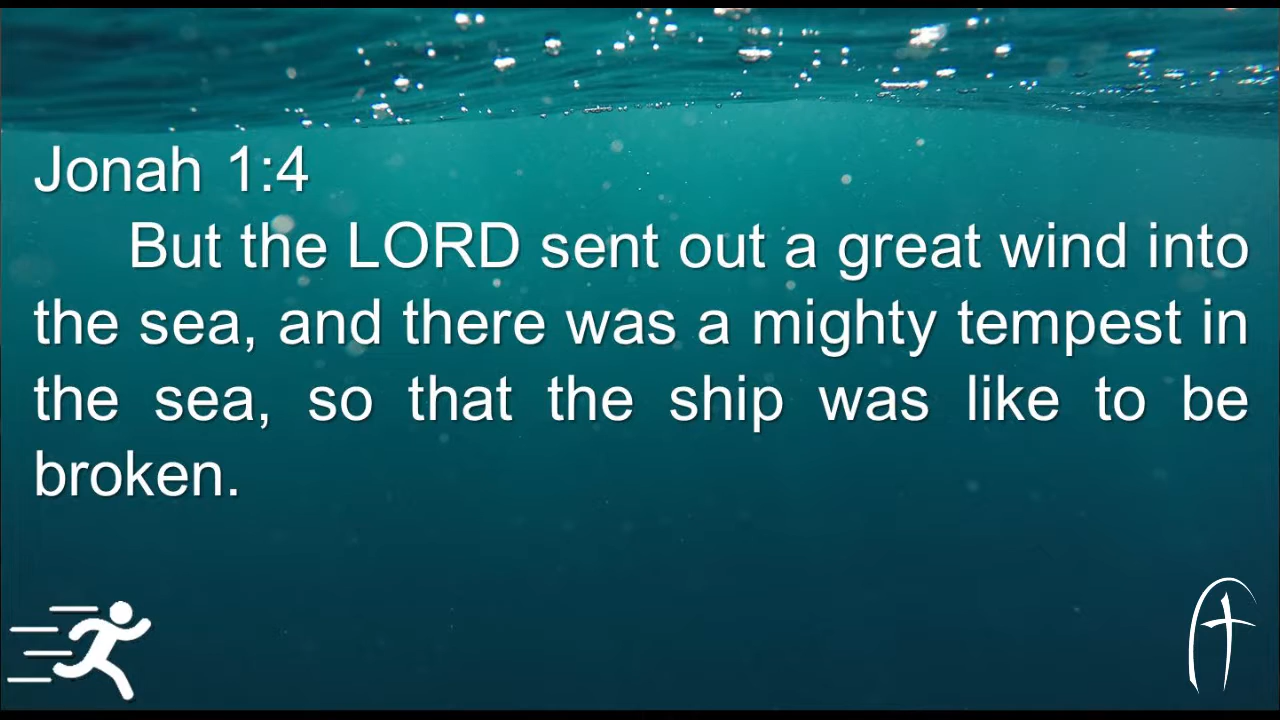 Jonah 1:4
But the LORD sent out a great wind into
the sea, and there was a mighty tempest in
the sea, so that the ship was like to be
broken.